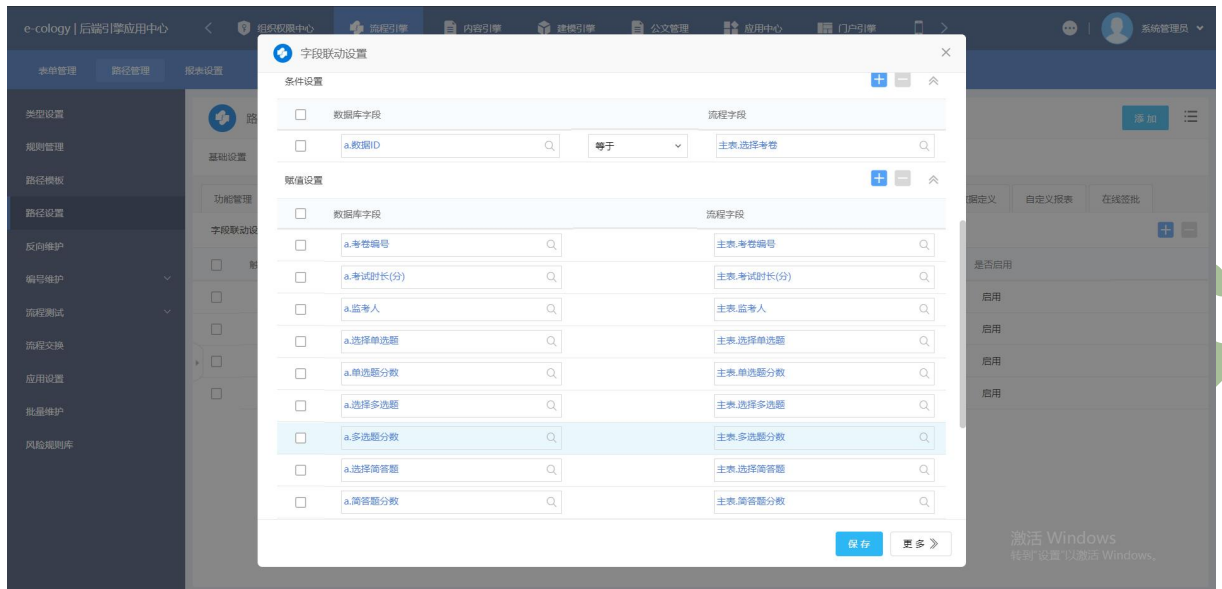 e-cology | 后端引擎应用中心 组织权限中心 流程引擎 内容引擎 建模引擎 公文管理 应用中心 门户引擎 系统管理员
表单管理 路径管理 报表设置
字段联动设置
类型设置
规则管理
路径模板
路径设置
反向维护
编号维护
流程测试
流程交换
应用设置
批量维护
风险规则库
路
添加
基础设置
功能管理
据定义 自定义报表 在线签批
字段联动设
是否启用
启用
启用
启用
启用
条件设置
数据库字段 流程字段
a.数据ID 等于 主表.选择考卷
赋值设置
数据库字段 流程字段
a.考卷编号 主表.考卷编号
a.考试时长(分) 主表.考试时长(分)
a.监考人 主表.监考人
a.选择单选题 主表.选择单选题
a.单选题分数 主表.单选题分数
a.选择多选题 主表.选择多选题
a.多选题分数 主表.多选题分数
a.选择简答题 主表.选择简答题
a.简答题分数 主表.简答题分数
保存 更多
激活 Windows
转到"设置"以激活 Windows。